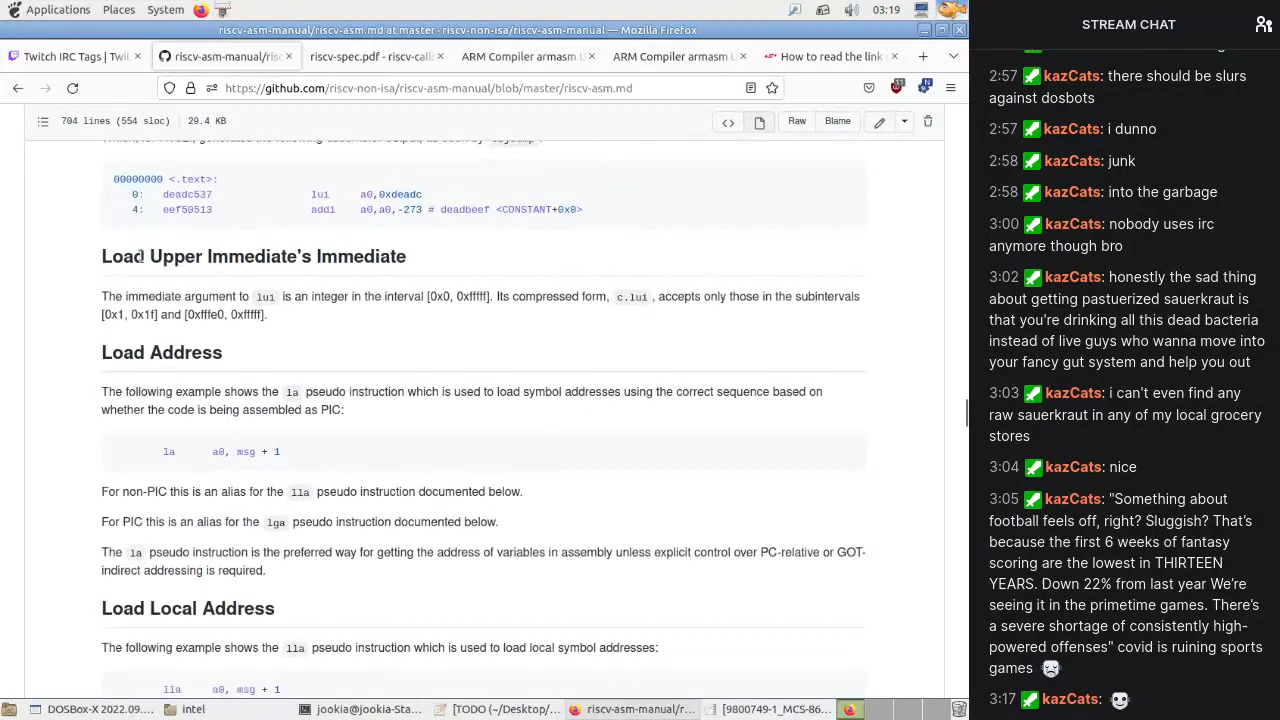 Applications Places System 03:19
riscv-asm-manual/riscv-asm.md at master · riscv-non-isa/riscv-asm-manual — Mozilla Firefox
Twitch IRC Tags | Twit riscv-asm-manual/risc riscv-spec.pdf - riscv-calli ARM Compiler armasm U ARM Compiler armasm U How to read the link
https://github.com/riscv-non-isa/riscv-asm-manual/blob/master/riscv-asm.md
704 lines (554 sloc) | 29.4 KB Raw Blame
00000000 <.text>:
0: deadc537 lui a0,0xdeadc
4: eef50513 addi a0,a0,-273 # deadbeef <CONSTANT+0x0>
Load Upper Immediate's Immediate
The immediate argument to lui is an integer in the interval [0x0, 0xfffff]. Its compressed form, c.lui, accepts only those in the subintervals
[0x1, 0x1f] and [0xfffe0, 0xfffff].
Load Address
The following example shows the la pseudo instruction which is used to load symbol addresses using the correct sequence based on
whether the code is being assembled as PIC:
la a0, msg + 1
For non-PIC this is an alias for the lla pseudo instruction documented below.
For PIC this is an alias for the lga pseudo instruction documented below.
The la pseudo instruction is the preferred way for getting the address of variables in assembly unless explicit control over PC-relative or GOT-
indirect addressing is required.
Load Local Address
The following example shows the lla pseudo instruction which is used to load local symbol addresses:
lla a0, msg + 1
DOSBox-X 2022.09.... intel joey@Joshua-Sta... [TODO (~/Desktop/... riscv-asm-manual/r... [9800749-1_MCS-86...
STREAM CHAT
2:57 kazCats: there should be slurs
against dosbots
2:57 kazCats: i dunno
2:58 kazCats: junk
2:58 kazCats: into the garbage
3:00 kazCats: nobody uses irc
anymore though bro
3:02 kazCats: honestly the sad thing
about getting pastuerized sauerkraut is
that you're drinking all this dead bacteria
instead of live guys who wanna move into
your fancy gut system and help you out
3:03 kazCats: i can't even find any
raw sauerkraut in any of my local grocery
stores
3:04 kazCats: nice
3:05 kazCats: "Something about
football feels off, right? Sluggish? That's
because the first 6 weeks of fantasy
scoring are the lowest in THIRTEEN
YEARS. Down 22% from last year We're
seeing it in the primetime games. There's
a severe shortage of consistently high-
powered offenses" covid is ruining sports
games
3:17 kazCats: